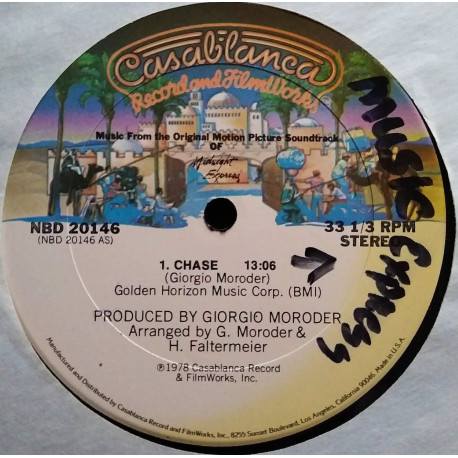 Casablanca
Record and FilmWorks
Music From the Original Motion Picture Soundtrack
OF
Midnight
Express
NBD 20146
(NBD 20146 AS)
33 1/3 RPM
STEREO
1. CHASE 13:06
(Giorgio Moroder)
Golden Horizon Music Corp. (BMI)
PRODUCED BY GIORGIO MORODER
Arranged by G. Moroder &
H. Faltermeier
℗1978 Casablanca Record
& FilmWorks, Inc.
Manufactured and Distributed by Casablanca Record and FilmWorks, Inc., 8255 Sunset Boulevard, Los Angeles, California 90046. Made in U.S.A.
MUSIC EXPRESS